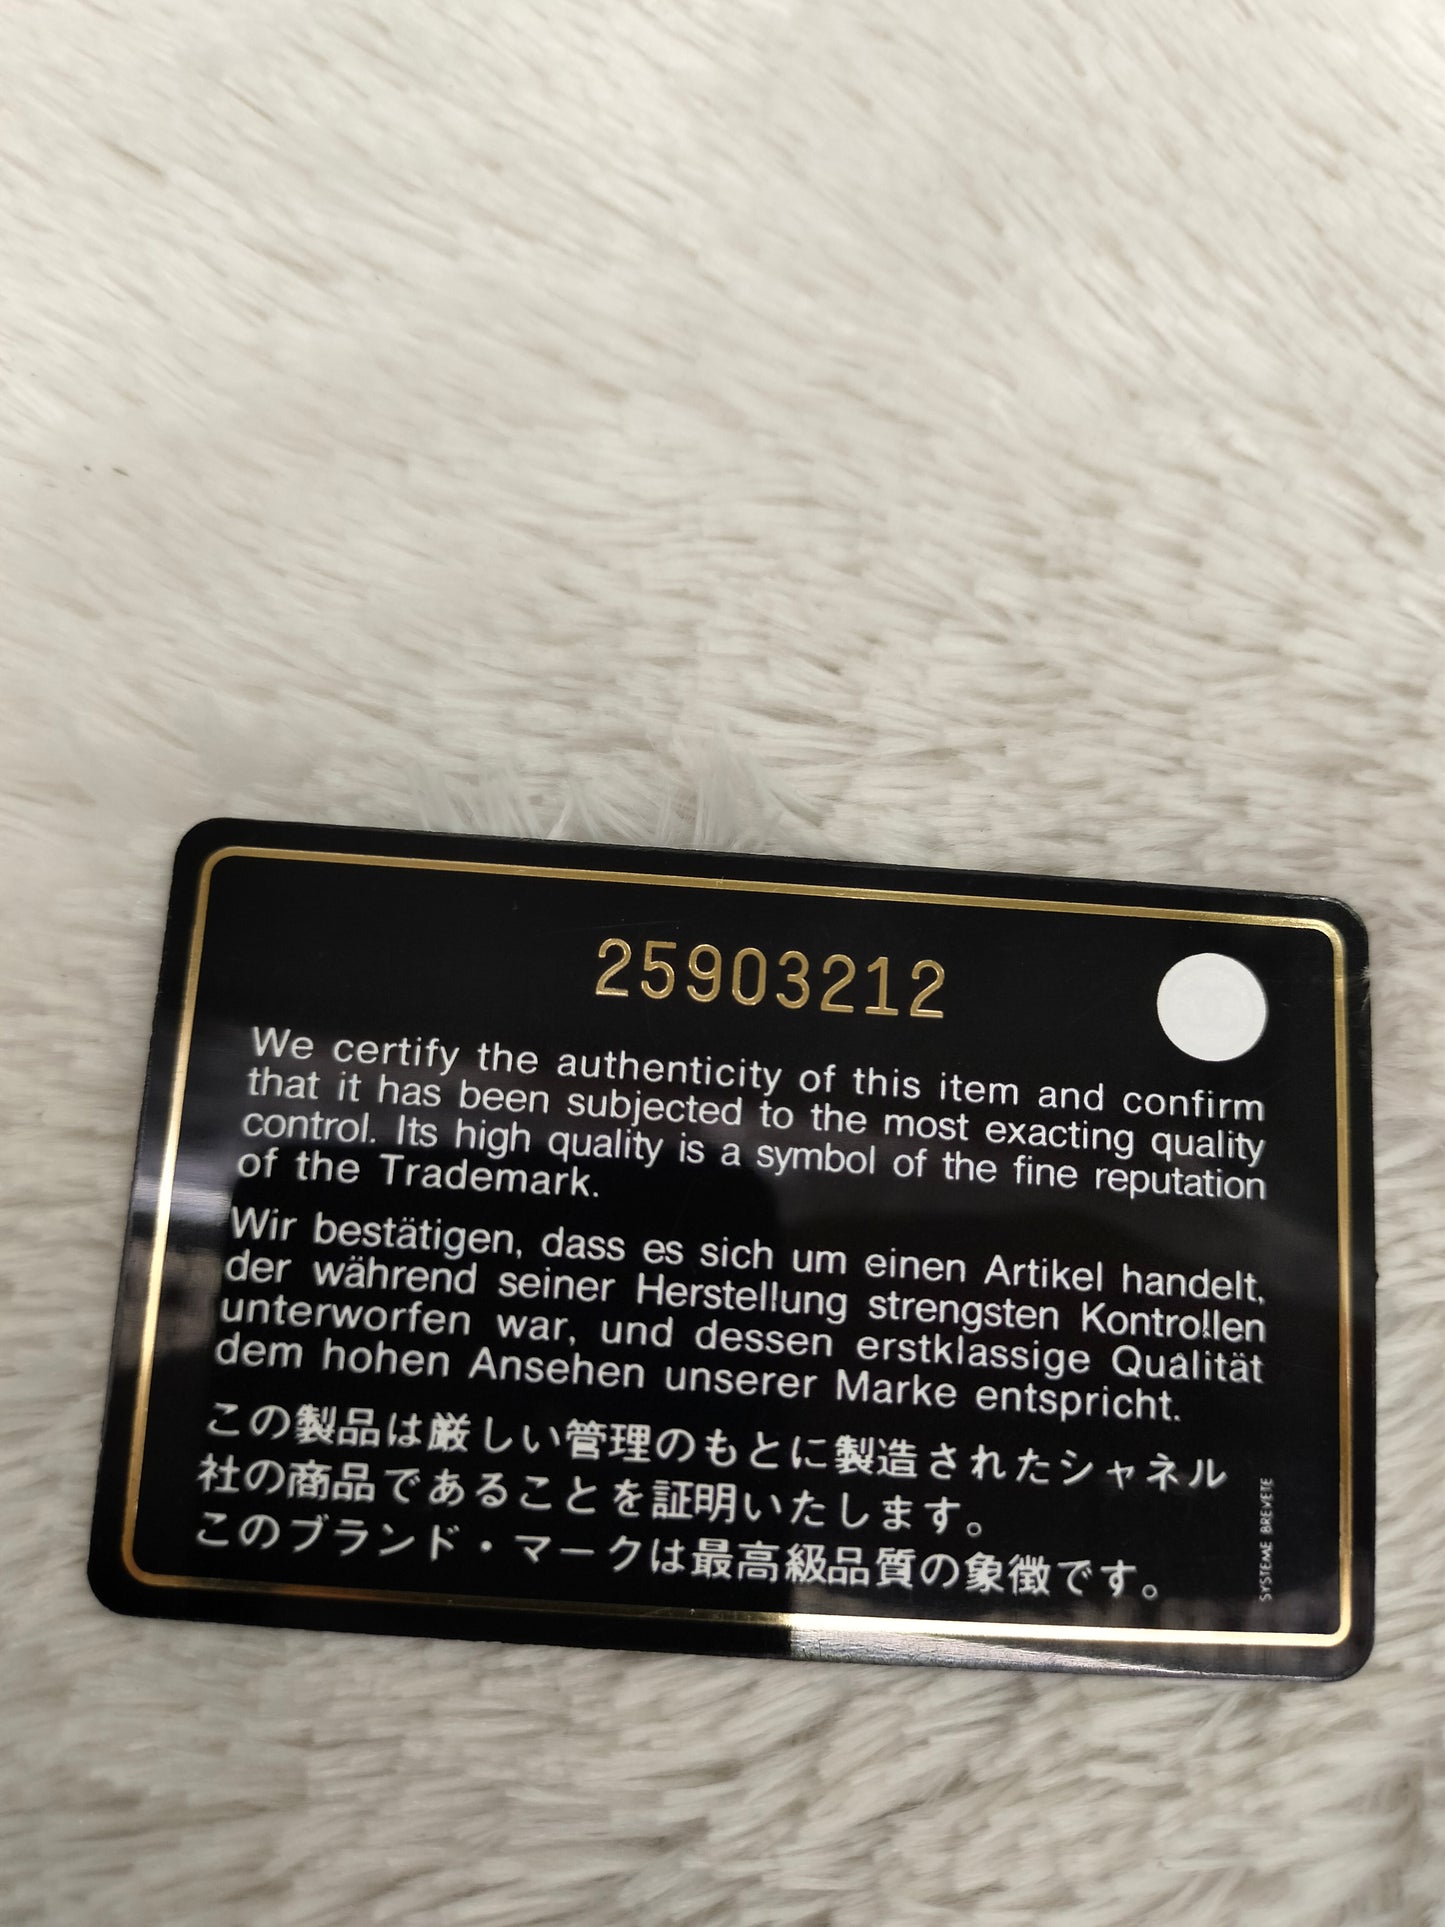 25903212
We certify the authenticity of this item and confirm
that it has been subjected to the most exacting quality
control. Its high quality is a symbol of the fine reputation
of the Trademark.
Wir bestätigen, dass es sich um einen Artikel handelt,
der während seiner Herstellung strengsten Kontrollen
unterworfen war, und dessen erstklassige Qualität
dem hohen Ansehen unserer Marke entspricht.
この製品は厳しい管理のもとに製造されたシャネル
社の商品であることを証明いたします。
このブランド・マークは最高級品質の象徴です。
SYSTEME BREVETE